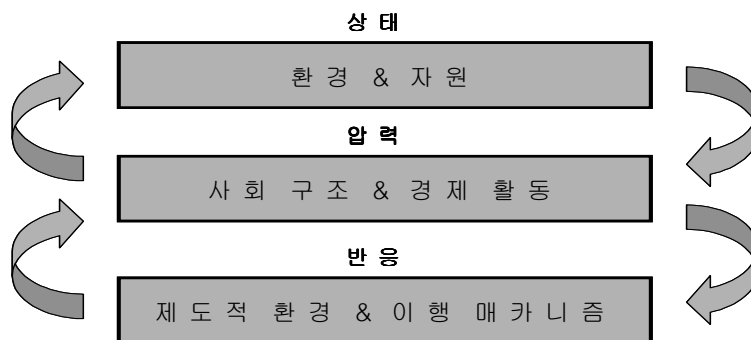 상 태
환 경 & 자 원
압 력
사 회 구 조 & 경 제 활 동
반 응
제 도 적 환 경 & 이 행 매 카 니 즘